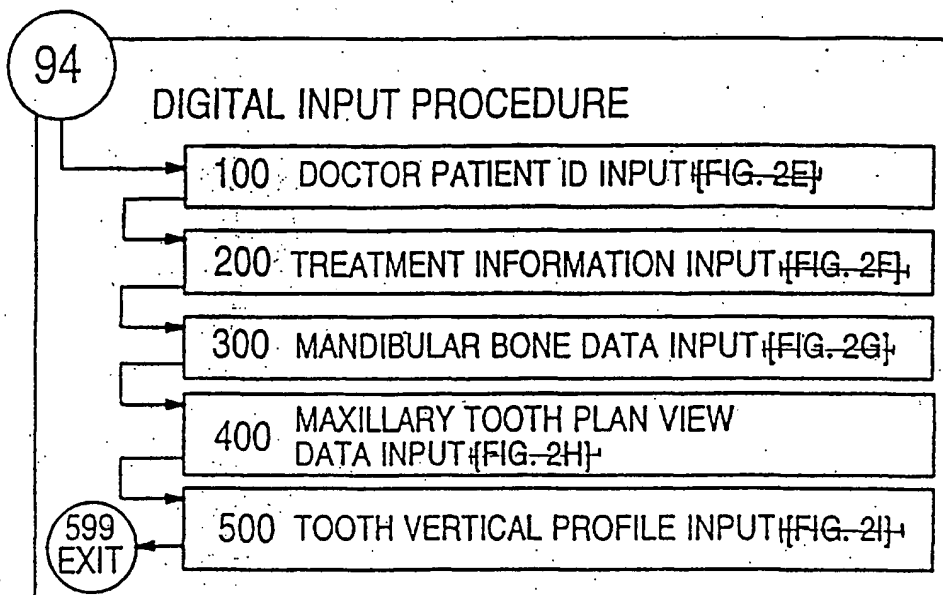 94
DIGITAL INPUT PROCEDURE
100 DOCTOR PATIENT ID INPUT {FIG. 2E}
200 TREATMENT INFORMATION INPUT {FIG. 2F}
300 MANDIBULAR BONE DATA INPUT {FIG. 2G}
400 MAXILLARY TOOTH PLAN VIEW
DATA INPUT {FIG. 2H}
500 TOOTH VERTICAL PROFILE INPUT {FIG. 2I}
599
EXIT